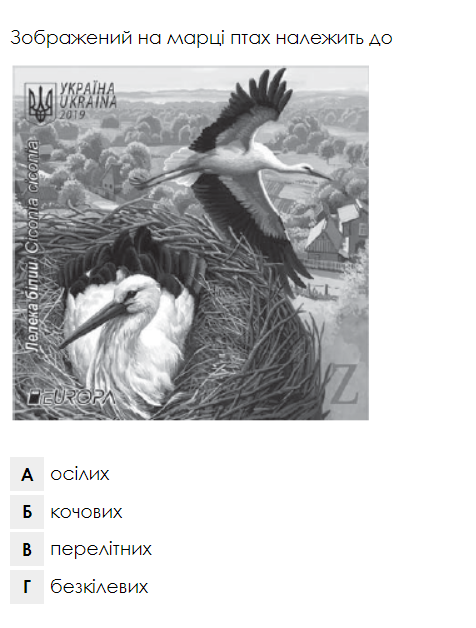 Зображений на марці птах належить до
УКРАЇНА
UKRAINA
2019
Лелека білий / Ciconia ciconia
EUROPA
Z
А осілих
Б кочових
В перелітних
Г безкілевих